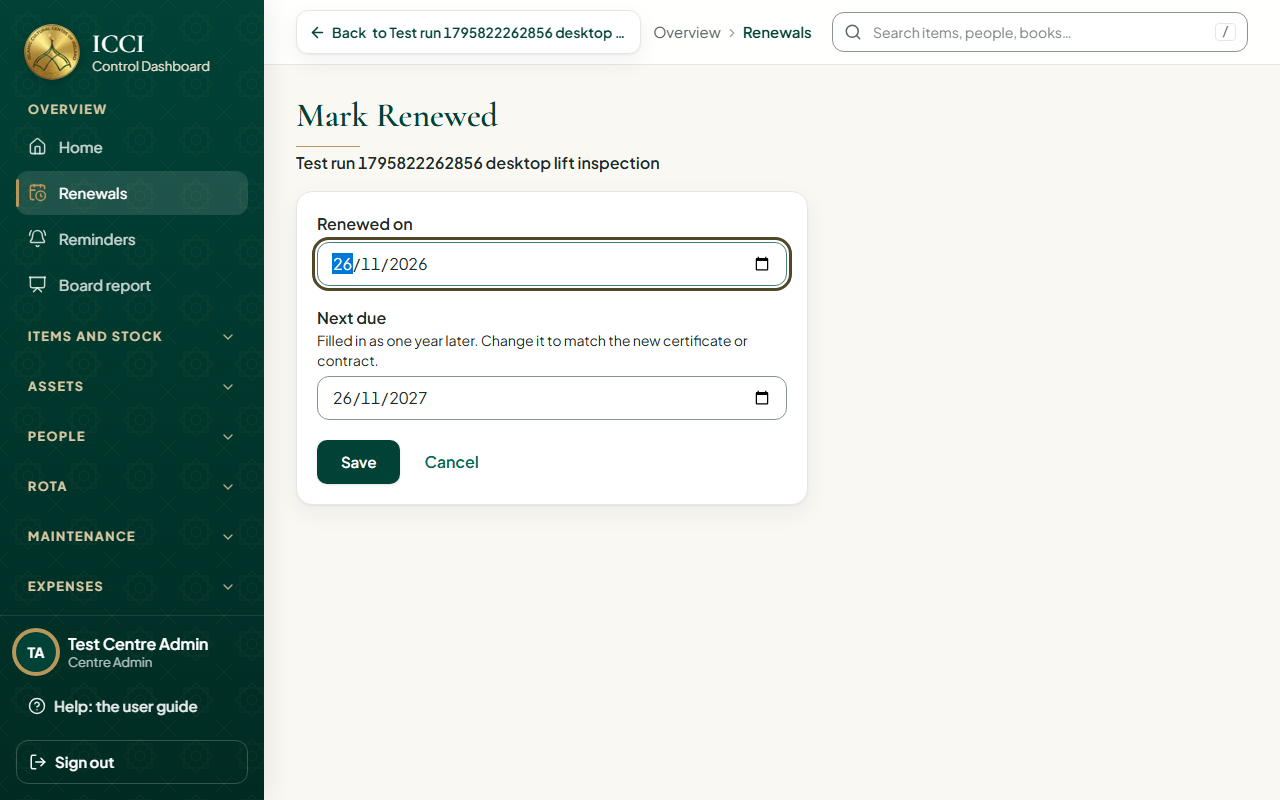 ICCI
Control Dashboard
OVERVIEW
Home
Renewals
Reminders
Board report
ITEMS AND STOCK
ASSETS
PEOPLE
ROTA
MAINTENANCE
EXPENSES
TA
Test Centre Admin
Centre Admin
Help: the user guide
Sign out
Back to Test run 1795822262856 desktop ...
Overview > Renewals
Search items, people, books...
/
Mark Renewed
Test run 1795822262856 desktop lift inspection
Renewed on
26/11/2026
Next due
Filled in as one year later. Change it to match the new certificate or
contract.
26/11/2027
Save
Cancel